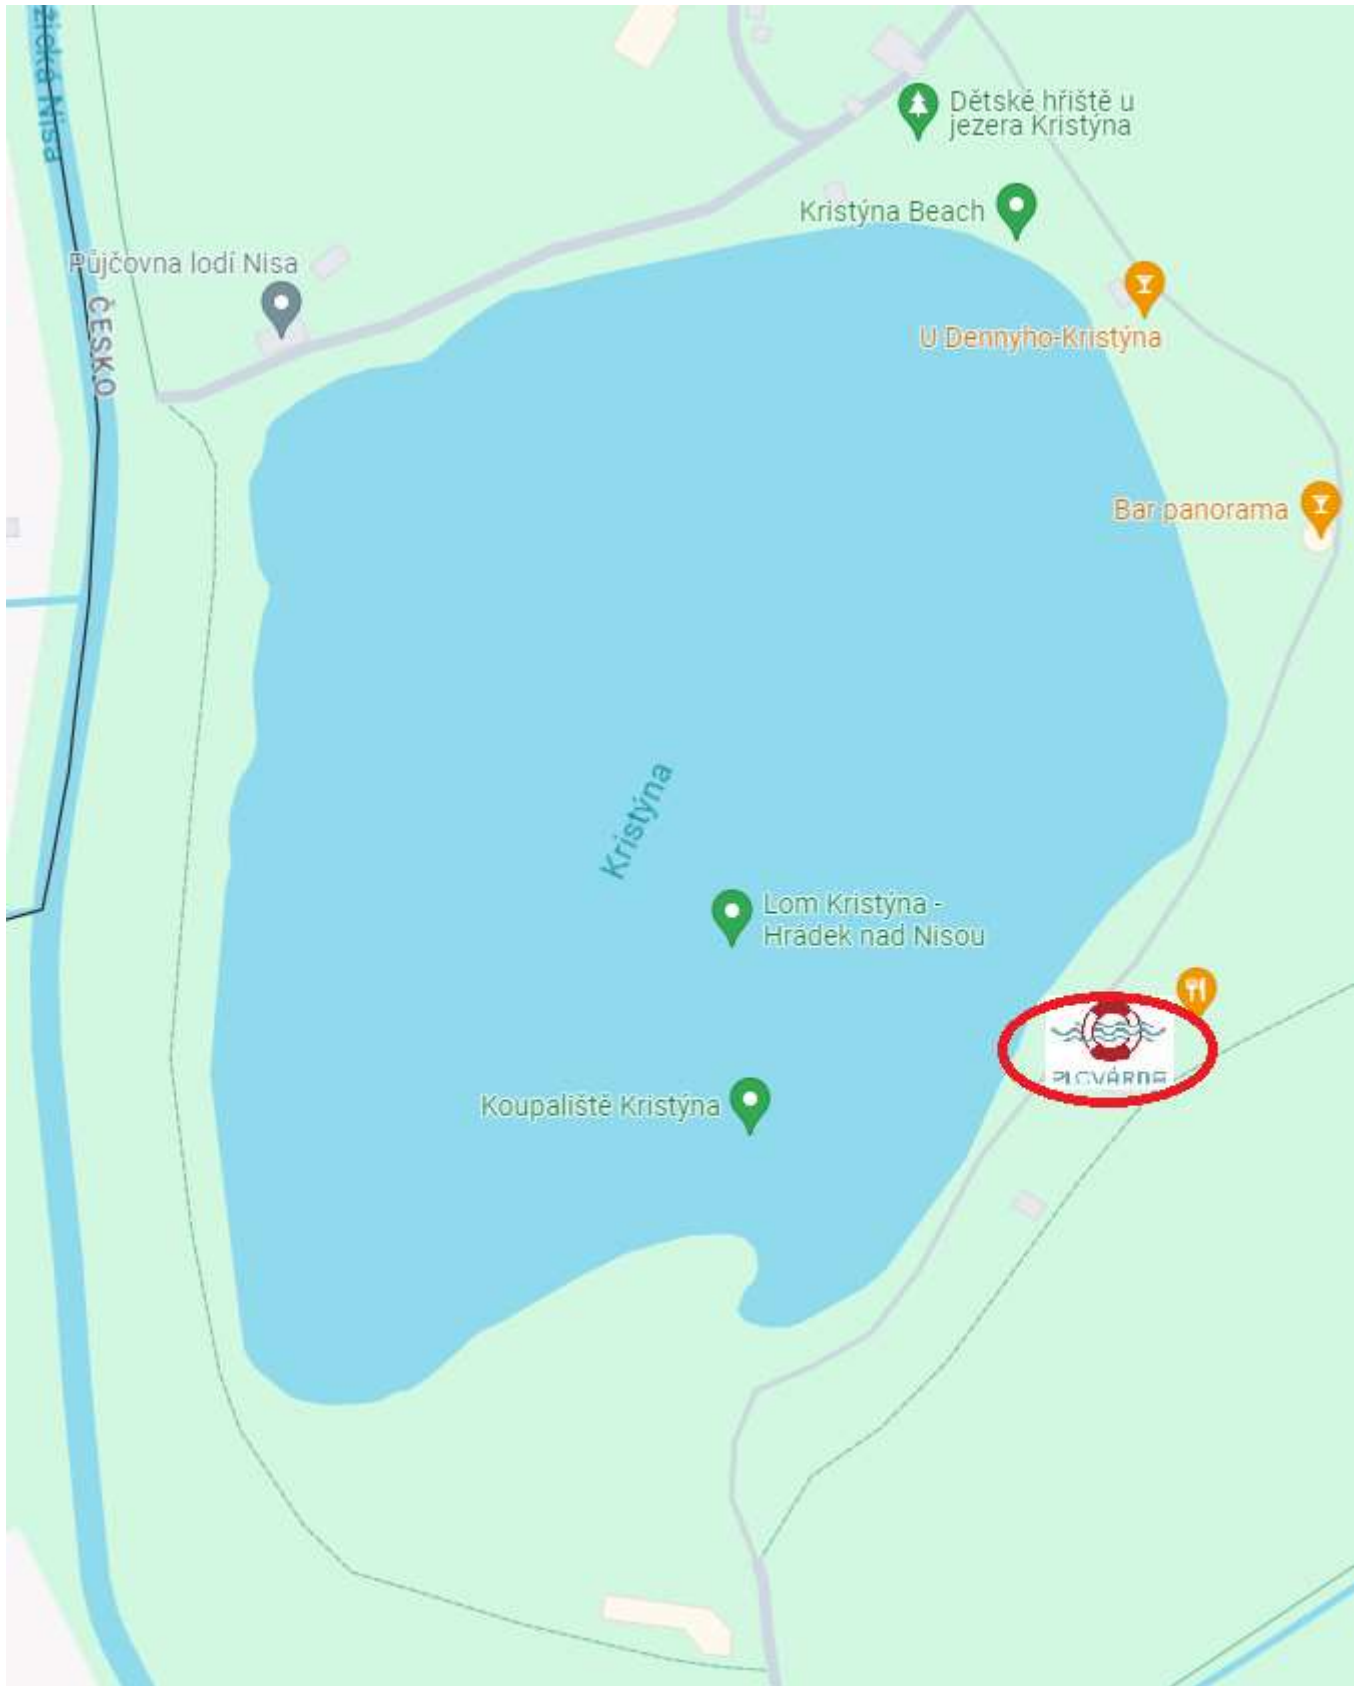 Dětské hřiště u
jezera Kristýna
Kristýna Beach
Půjčovna lodí Nisa
ČESKO
U Dennyho-Kristýna
Bar panorama
Kristýna
Lom Kristýna -
Hrádek nad Nisou
PLOVÁRNA
Koupaliště Kristýna